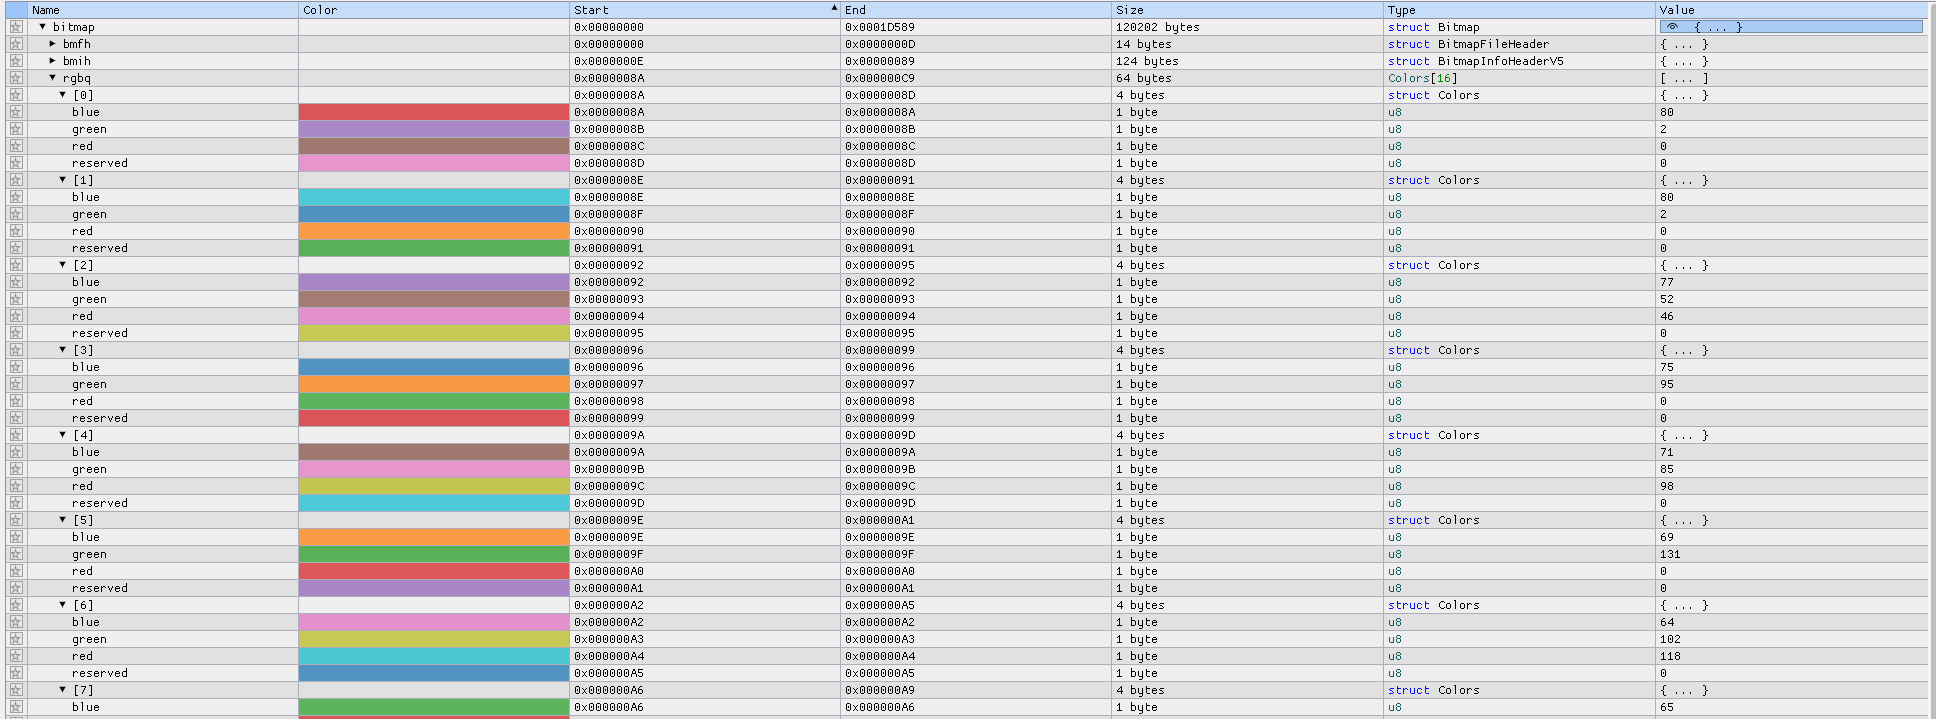 Name Color Start End Size Type Value
bitmap 0x00000000 0x0001D589 120202 bytes struct Bitmap { ... }
bmfh 0x00000000 0x0000000D 14 bytes struct BitmapFileHeader { ... }
bmih 0x0000000E 0x00000089 124 bytes struct BitmapInfoHeaderV5 { ... }
rgbq 0x0000008A 0x000000C9 64 bytes Colors[16] [ ... ]
[0] 0x0000008A 0x0000008D 4 bytes struct Colors { ... }
blue 0x0000008A 0x0000008A 1 byte u8 80
green 0x0000008B 0x0000008B 1 byte u8 2
red 0x0000008C 0x0000008C 1 byte u8 0
reserved 0x0000008D 0x0000008D 1 byte u8 0
[1] 0x0000008E 0x00000091 4 bytes struct Colors { ... }
blue 0x0000008E 0x0000008E 1 byte u8 80
green 0x0000008F 0x0000008F 1 byte u8 2
red 0x00000090 0x00000090 1 byte u8 0
reserved 0x00000091 0x00000091 1 byte u8 0
[2] 0x00000092 0x00000095 4 bytes struct Colors { ... }
blue 0x00000092 0x00000092 1 byte u8 77
green 0x00000093 0x00000093 1 byte u8 52
red 0x00000094 0x00000094 1 byte u8 46
reserved 0x00000095 0x00000095 1 byte u8 0
[3] 0x00000096 0x00000099 4 bytes struct Colors { ... }
blue 0x00000096 0x00000096 1 byte u8 75
green 0x00000097 0x00000097 1 byte u8 95
red 0x00000098 0x00000098 1 byte u8 0
reserved 0x00000099 0x00000099 1 byte u8 0
[4] 0x0000009A 0x0000009D 4 bytes struct Colors { ... }
blue 0x0000009A 0x0000009A 1 byte u8 71
green 0x0000009B 0x0000009B 1 byte u8 85
red 0x0000009C 0x0000009C 1 byte u8 98
reserved 0x0000009D 0x0000009D 1 byte u8 0
[5] 0x0000009E 0x000000A1 4 bytes struct Colors { ... }
blue 0x0000009E 0x0000009E 1 byte u8 69
green 0x0000009F 0x0000009F 1 byte u8 131
red 0x000000A0 0x000000A0 1 byte u8 0
reserved 0x000000A1 0x000000A1 1 byte u8 0
[6] 0x000000A2 0x000000A5 4 bytes struct Colors { ... }
blue 0x000000A2 0x000000A2 1 byte u8 64
green 0x000000A3 0x000000A3 1 byte u8 102
red 0x000000A4 0x000000A4 1 byte u8 118
reserved 0x000000A5 0x000000A5 1 byte u8 0
[7] 0x000000A6 0x000000A9 4 bytes struct Colors { ... }
blue 0x000000A6 0x000000A6 1 byte u8 65